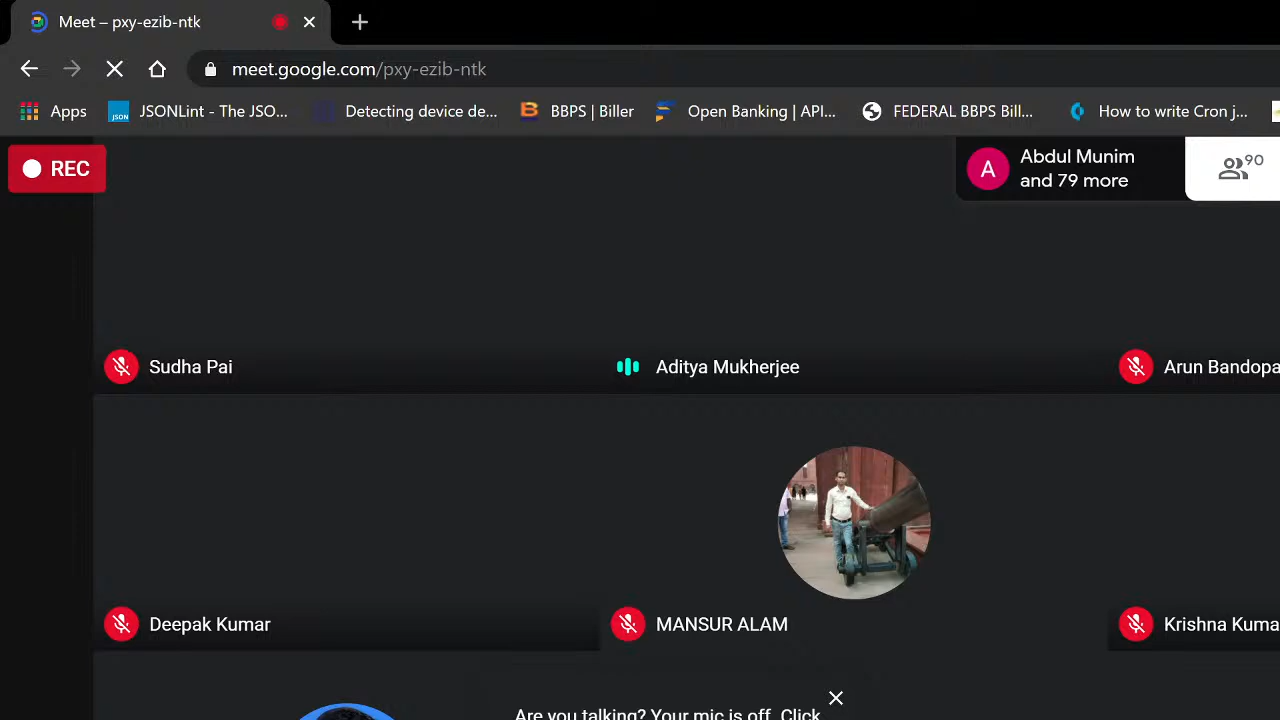 Meet – pxy-ezib-ntk
meet.google.com/pxy-ezib-ntk
Apps
JSON
JSONLint - The JSO...
Detecting device de...
BBPS | Biller
Open Banking | API...
FEDERAL BBPS Bill...
How to write Cron j...
REC
A
Abdul Munim
and 79 more
90
Sudha Pai
Aditya Mukherjee
Arun Bandopa
Deepak Kumar
MANSUR ALAM
Krishna Kuma
Are you talking? Your mic is off. Click